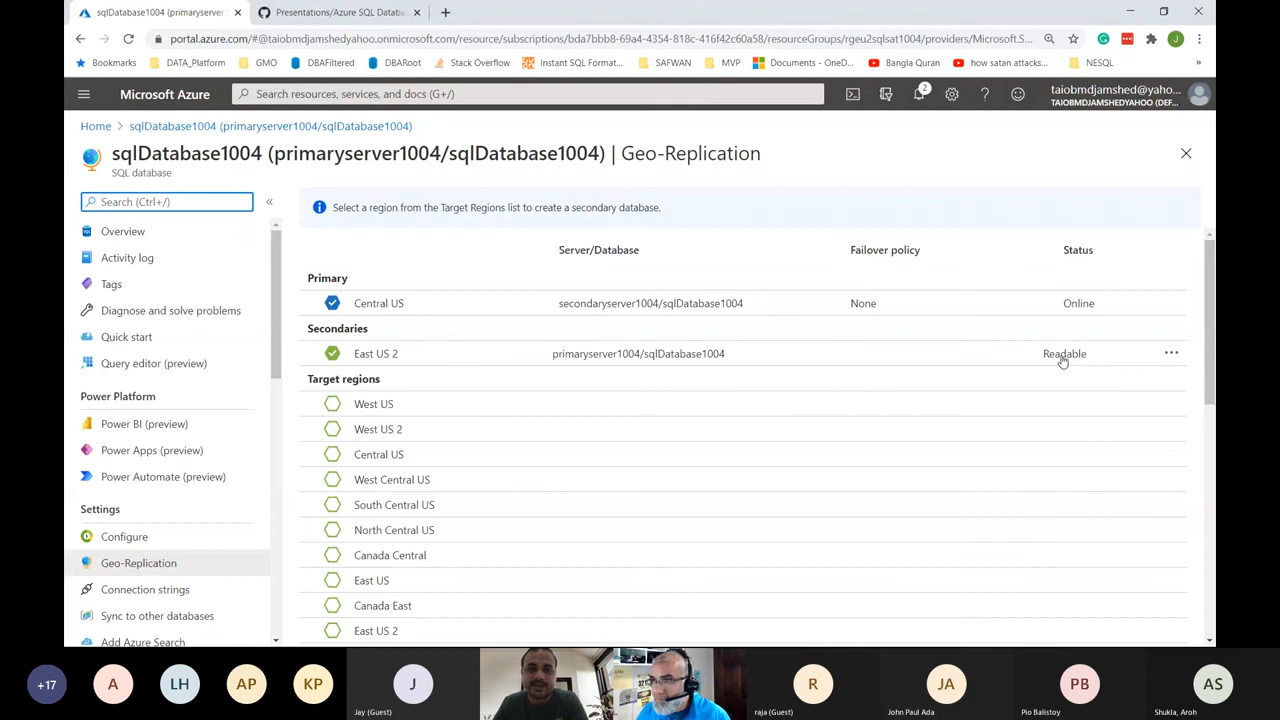 sqlDatabase1004 (primaryserver1 ×
Presentations/Azure SQL Databa ×
portal.azure.com/#@taiobmdjamshedyahoo.onmicrosoft.com/resource/subscriptions/bda7bbb8-69a4-4354-818c-416f42c60a58/resourceGroups/rgeu2sqlsat1004/providers/Microsoft.S...
Bookmarks DATA_Platform GMO DBAFiltered DBARoot Stack Overflow Instant SQL Format... SAFWAN MVP Documents - OneD... Bangla Quran how satan attacks... NESQL »
Microsoft Azure
Search resources, services, and docs (G+/)
2
taiobmdjamshed@yaho...
TAIOBMDJAMSHEDYAHOO (DEF...
Home > sqlDatabase1004 (primaryserver1004/sqlDatabase1004)
sqlDatabase1004 (primaryserver1004/sqlDatabase1004) | Geo-Replication
SQL database
Search (Ctrl+/)
«
Overview
Activity log
Tags
Diagnose and solve problems
Quick start
Query editor (preview)
Power Platform
Power BI (preview)
Power Apps (preview)
Power Automate (preview)
Settings
Configure
Geo-Replication
Connection strings
Sync to other databases
Add Azure Search
Select a region from the Target Regions list to create a secondary database.
Server/Database Failover policy Status
Primary
Central US secondaryserver1004/sqlDatabase1004 None Online
Secondaries
East US 2 primaryserver1004/sqlDatabase1004 Readable ...
Target regions
West US
West US 2
Central US
West Central US
South Central US
North Central US
Canada Central
East US
Canada East
East US 2
+17 A LH AP KP J R JA PB AS
Jay (Guest) raja (Guest) John Paul Ada Pio Balistoy Shukla, Aroh